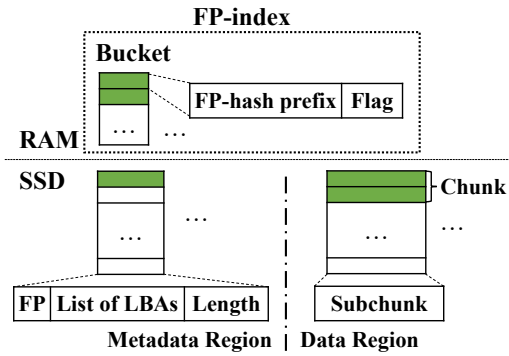 FP-index
Bucket
FP-hash prefix Flag
... ...
RAM
SSD
Chunk
... ... ... ...
FP List of LBAs Length Subchunk
Metadata Region Data Region